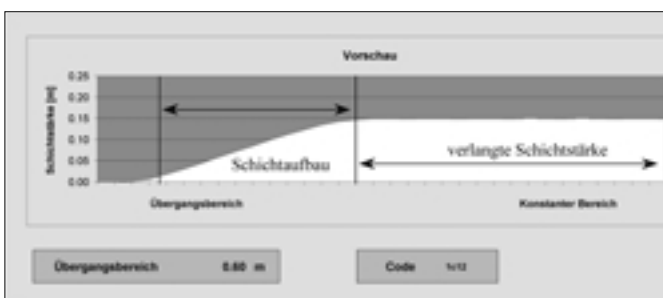 Vorschau
Schichtstärke [m]
0.25
0.20
0.15
0.10
0.05
0.00
Schichtaufbau
verlangte Schichtstärke
Übergangsbereich
Konstanter Bereich
Übergangsbereich 0.60 m
Code 1v12